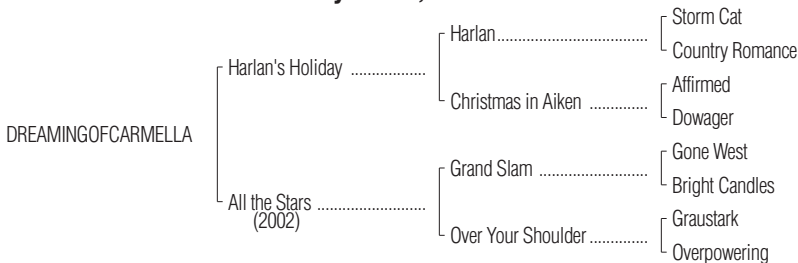 Storm Cat
Harlan
Country Romance
Harlan's Holiday
Affirmed
Christmas in Aiken
Dowager
DREAMINGOFCARMELLA
Gone West
Grand Slam
Bright Candles
All the Stars
(2002)
Graustark
Over Your Shoulder
Overpowering